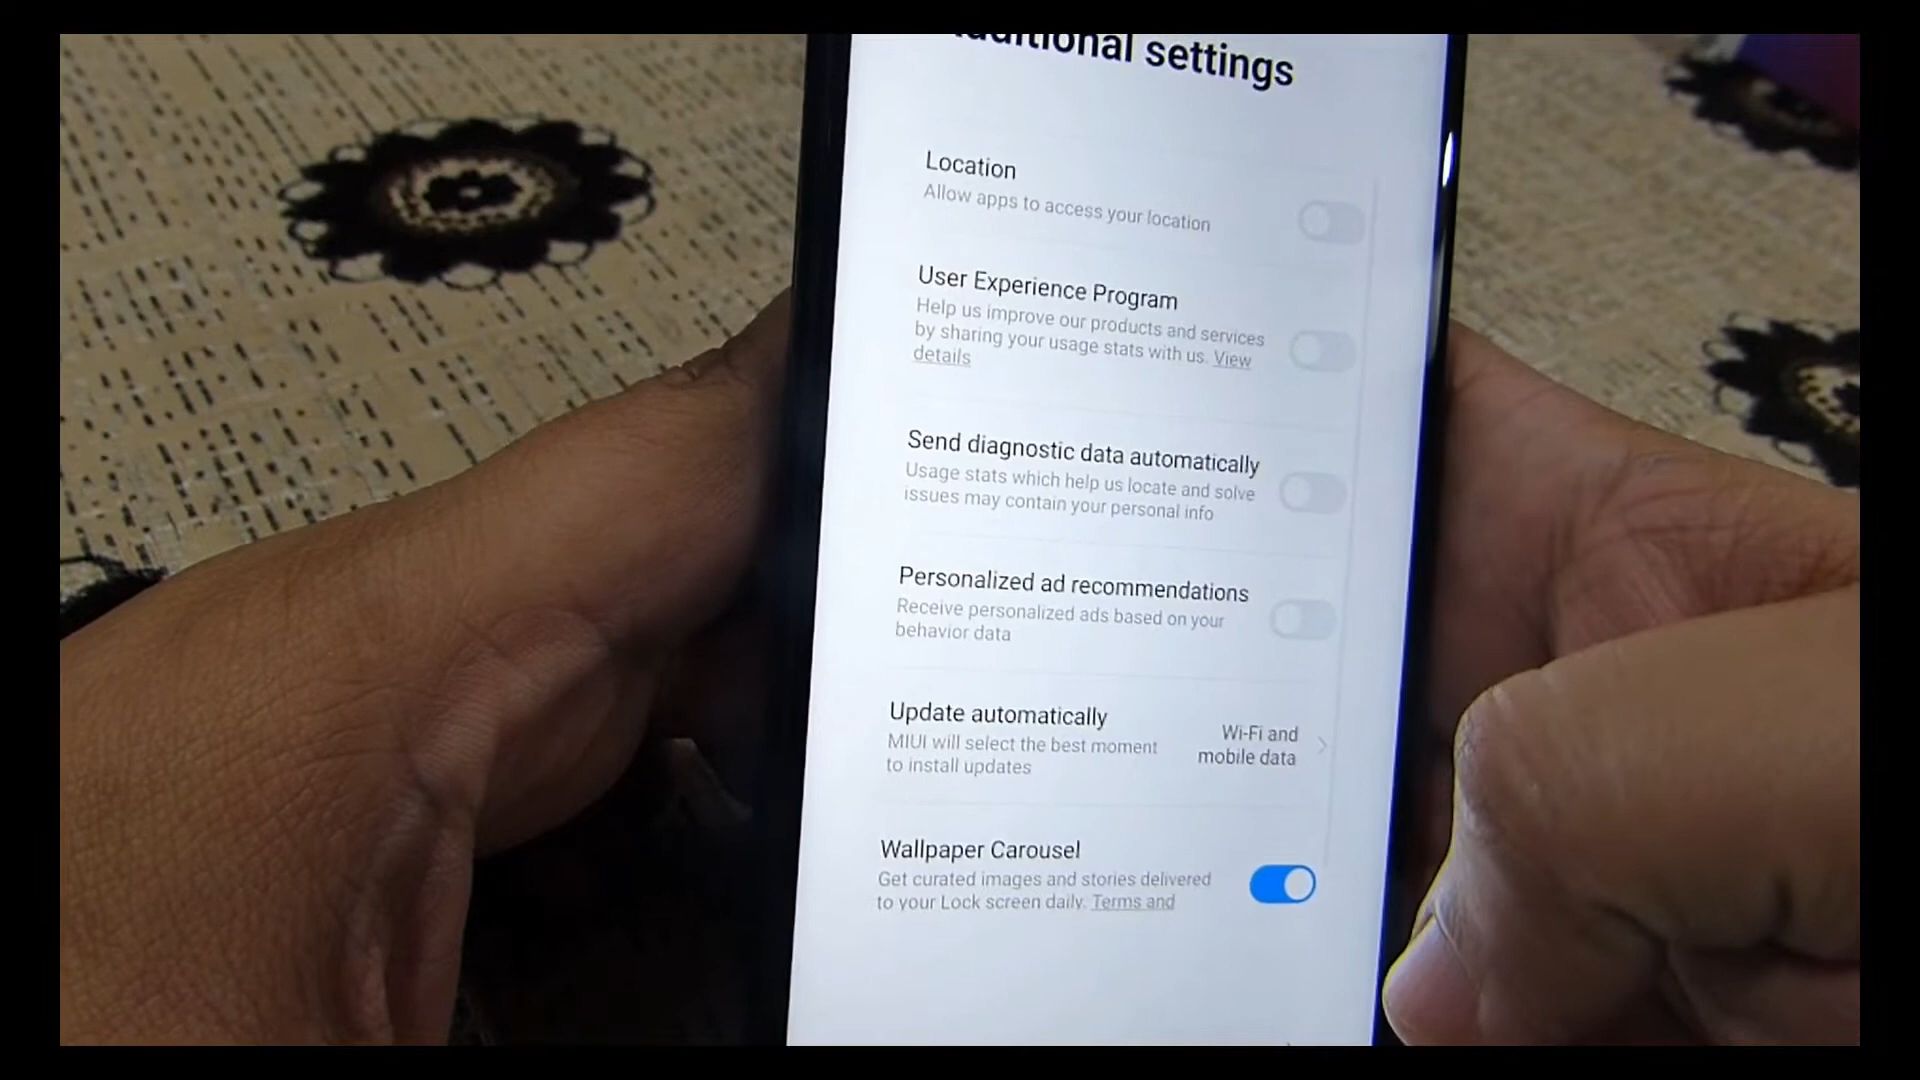 settings
Location
Allow apps to access your location
User Experience Program
Help us improve our products and services
by sharing your usage stats with us. View
details
Send diagnostic data automatically
Usage stats which help us locate and solve
issues may contain your personal info
Personalized ad recommendations
Receive personalized ads based on your
behavior data
Update automatically
MIUI will select the best moment
to install updates
Wi-Fi and
mobile data
Wallpaper Carousel
Get curated images and stories delivered
to your Lock screen daily. Terms and